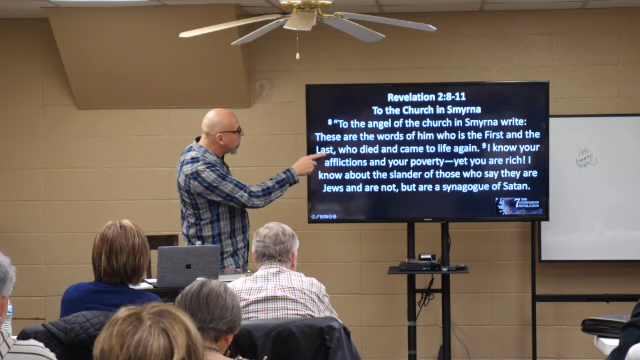 Revelation 2:8-11
To the Church in Smyrna
8 "To the angel of the church in Smyrna write:
These are the words of him who is the First and the
Last, who died and came to life again. 9 I know your
afflictions and your poverty—yet you are rich! I
know about the slander of those who say they are
Jews and are not, but are a synagogue of Satan.
7